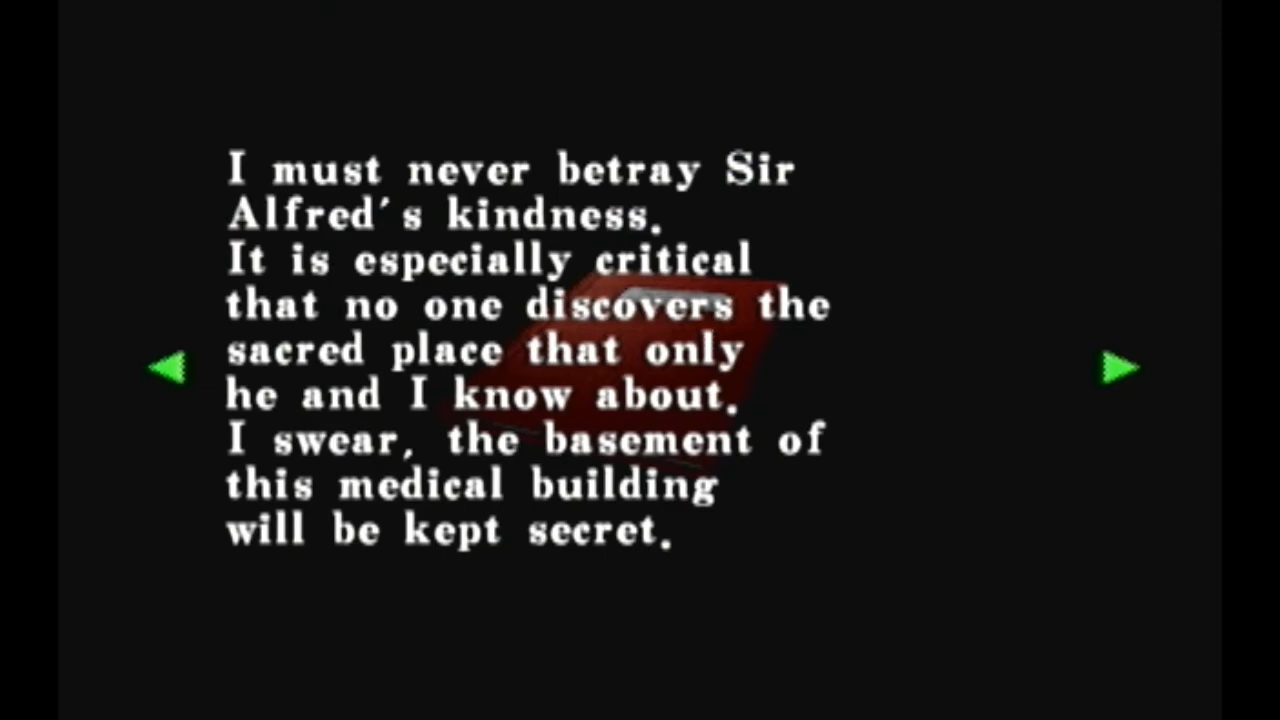 I must never betray Sir
Alfred's kindness.
It is especially critical
that no one discovers the
sacred place that only
he and I know about.
I swear, the basement of
this medical building
will be kept secret.